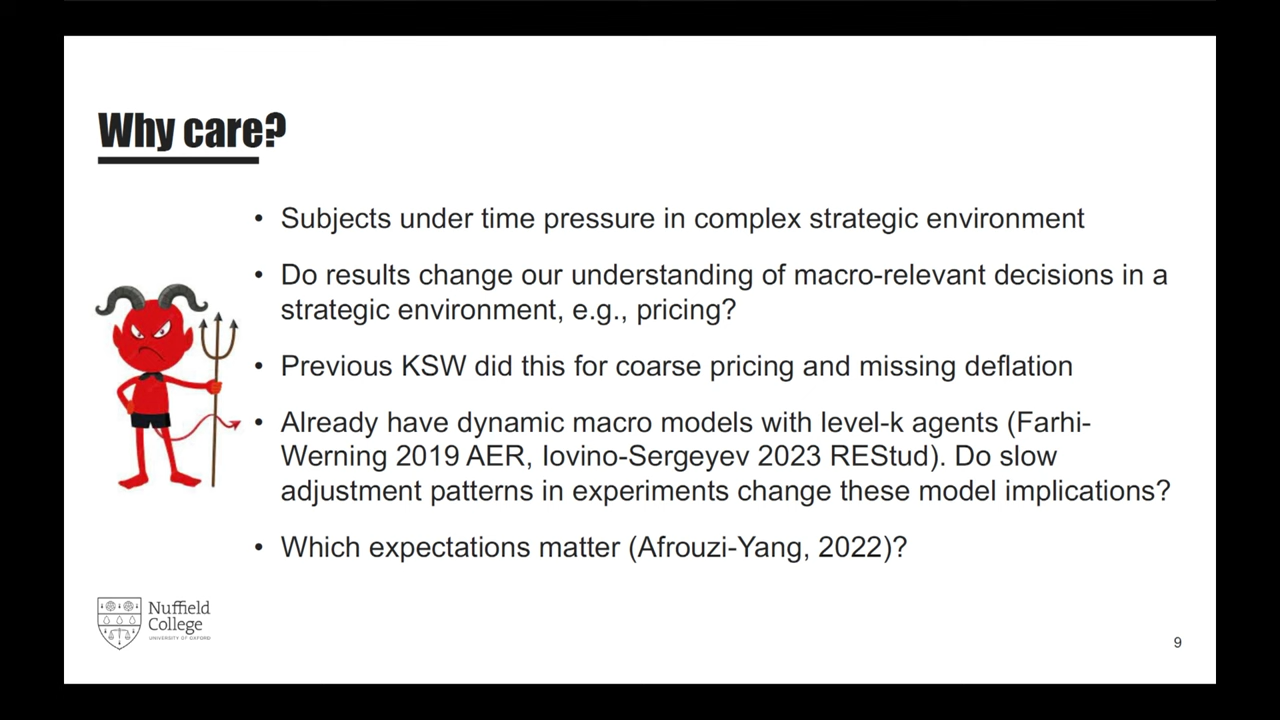 Why care?
• Subjects under time pressure in complex strategic environment
• Do results change our understanding of macro-relevant decisions in a
strategic environment, e.g., pricing?
• Previous KSW did this for coarse pricing and missing deflation
• Already have dynamic macro models with level-k agents (Farhi-
Werning 2019 AER, Iovino-Sergeyev 2023 REStud). Do slow
adjustment patterns in experiments change these model implications?
• Which expectations matter (Afrouzi-Yang, 2022)?
Nuffield
College
UNIVERSITY OF OXFORD
9